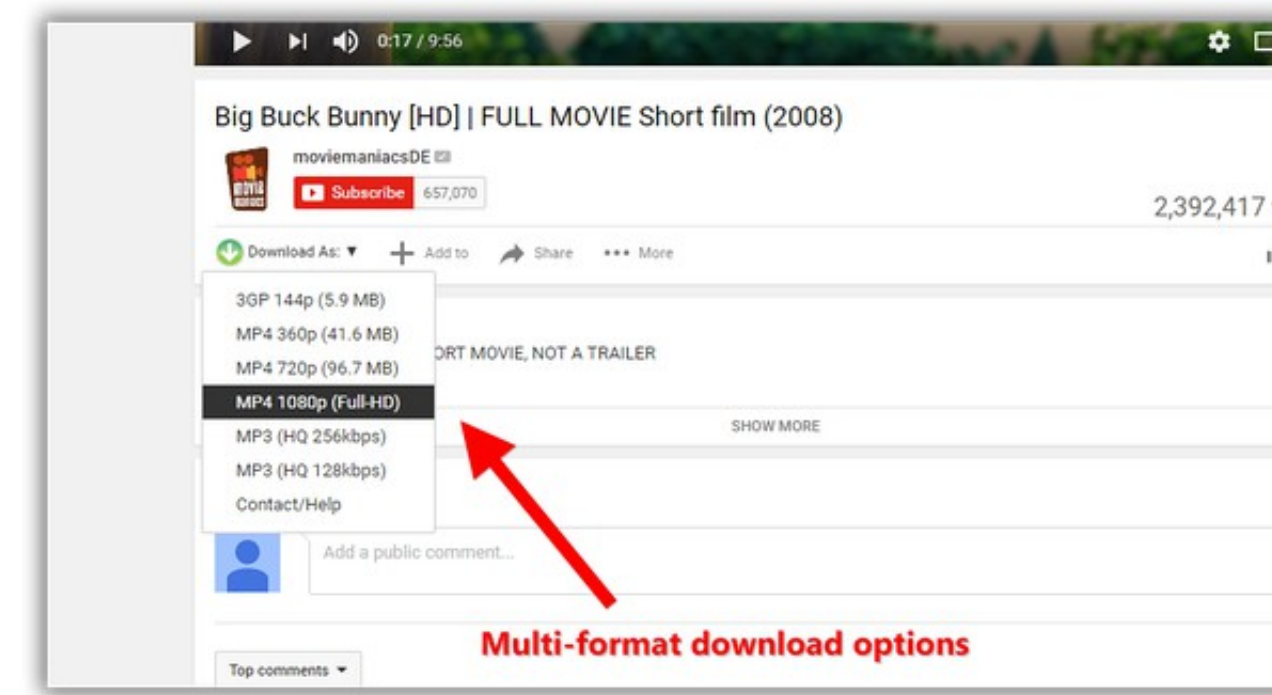 0:17 / 9:56
Big Buck Bunny [HD] | FULL MOVIE Short film (2008)
moviemaniacsDE
MOVIE
MANIACS
Subscribe 657,070
2,392,417
Download As: ▼ Add to Share ••• More
3GP 144p (5.9 MB)
MP4 360p (41.6 MB)
ORT MOVIE, NOT A TRAILER
MP4 720p (96.7 MB)
MP4 1080p (Full-HD)
SHOW MORE
MP3 (HQ 256kbps)
MP3 (HQ 128kbps)
Contact/Help
Add a public comment...
Multi-format download options
Top comments